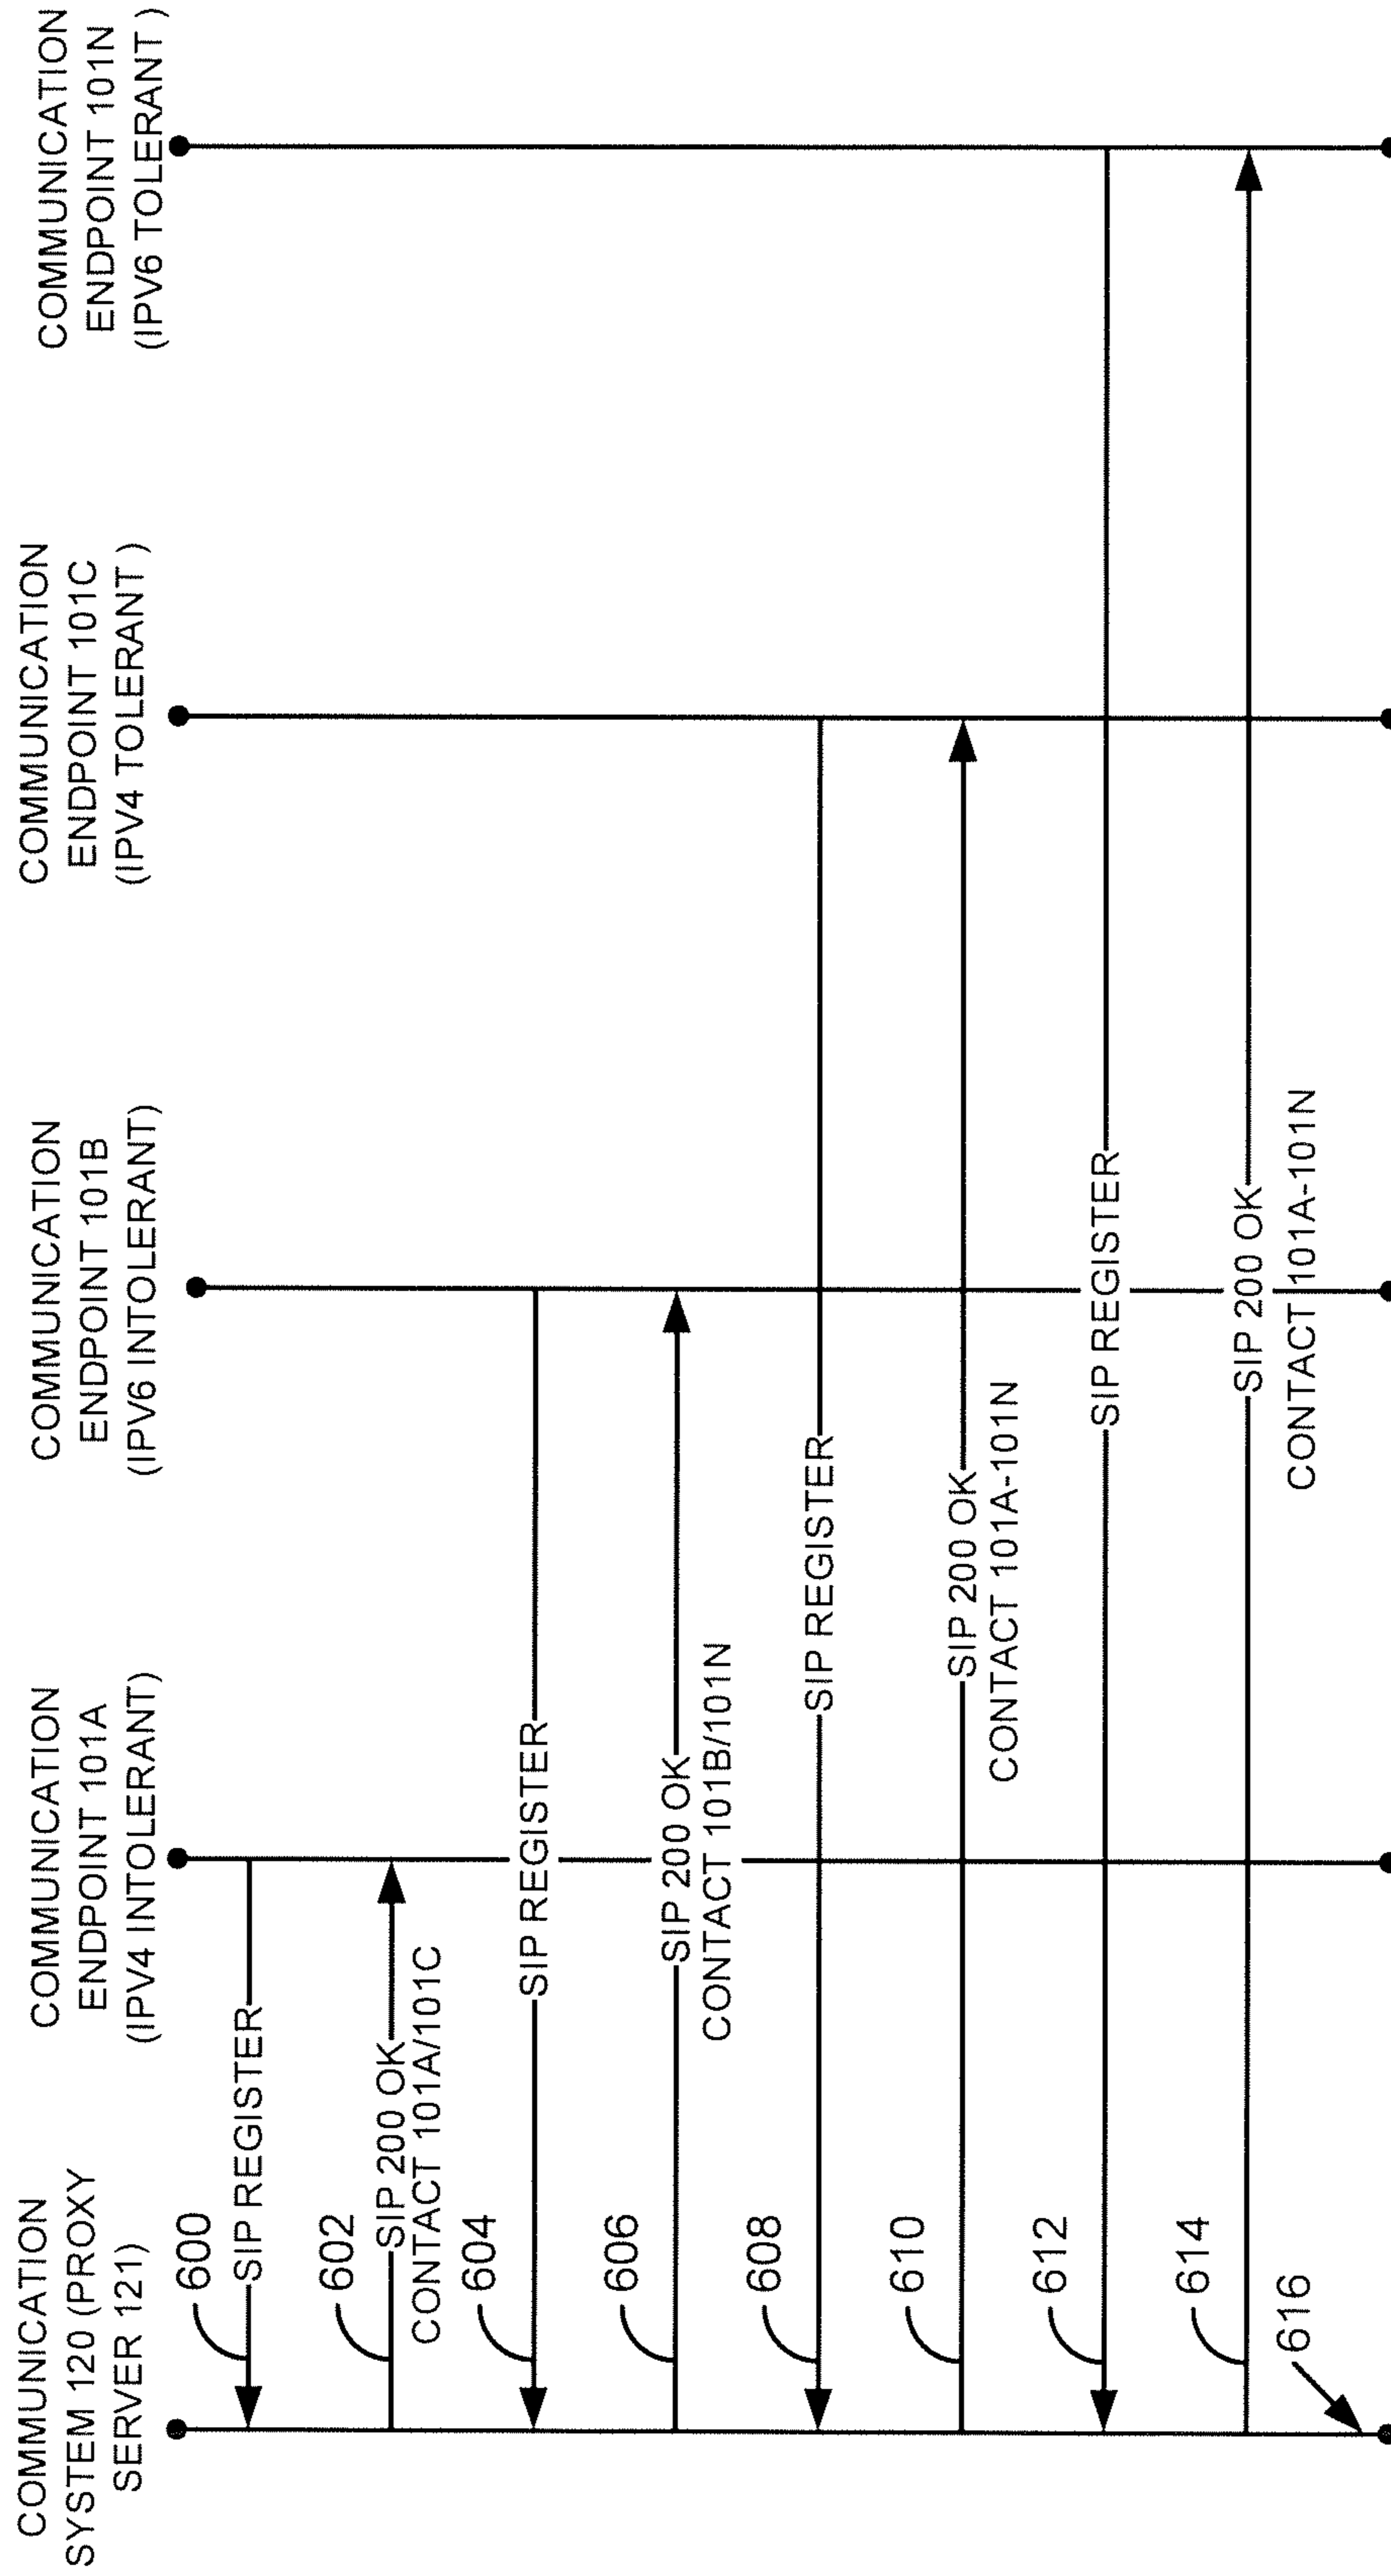 COMMUNICATION
SYSTEM 120 (PROXY
SERVER 121)
COMMUNICATION
ENDPOINT 101A
(IPV4 INTOLERANT)
COMMUNICATION
ENDPOINT 101B
(IPV6 INTOLERANT)
COMMUNICATION
ENDPOINT 101C
(IPV4 TOLERANT )
COMMUNICATION
ENDPOINT 101N
(IPV6 TOLERANT )
600
SIP REGISTER
602
SIP 200 OK
CONTACT 101A/101C
604
SIP REGISTER
606
SIP 200 OK
CONTACT 101B/101N
608
SIP REGISTER
610
SIP 200 OK
CONTACT 101A-101N
612
SIP REGISTER
614
SIP 200 OK
CONTACT 101A-101N
616